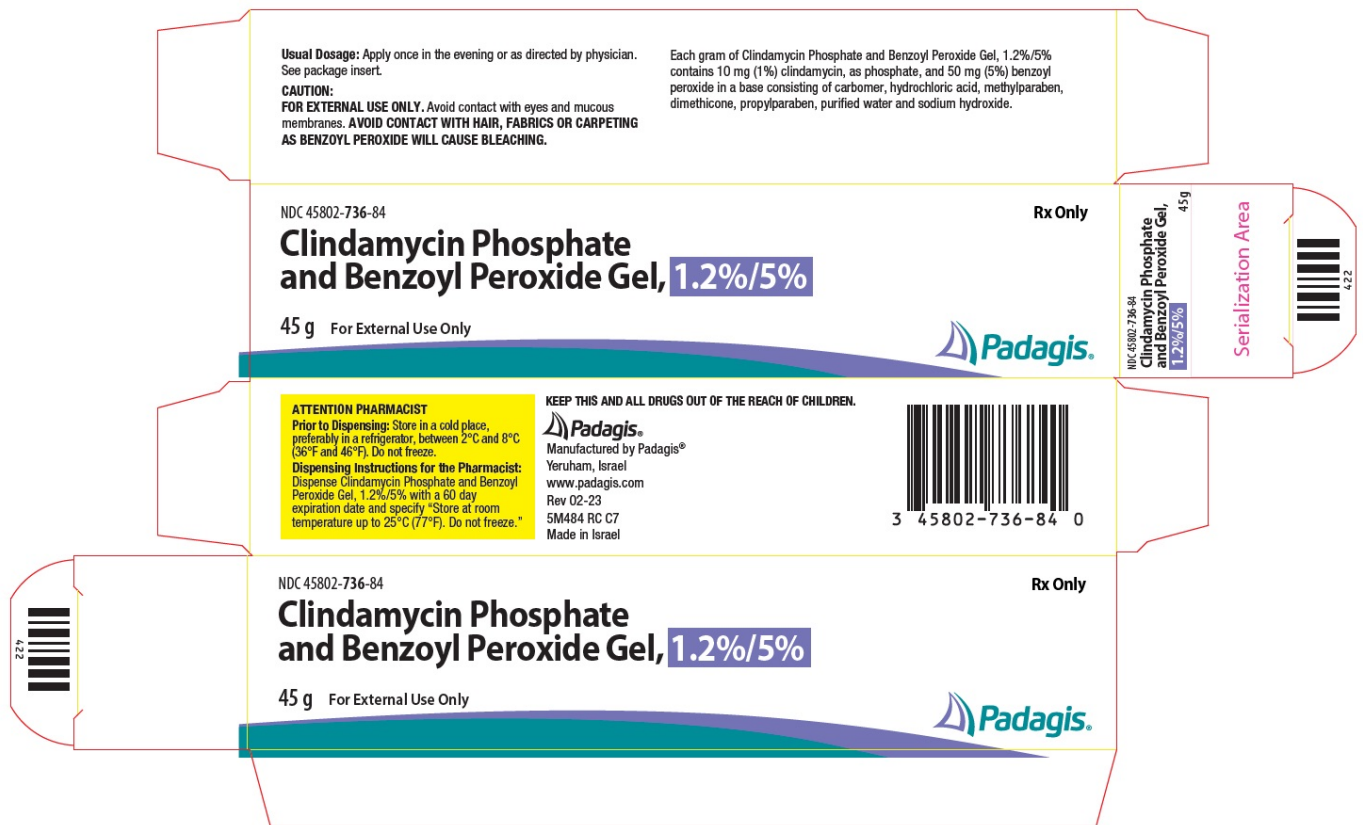 Usual Dosage: Apply once in the evening or as directed by physician.
See package insert.
CAUTION:
FOR EXTERNAL USE ONLY. Avoid contact with eyes and mucous
membranes. AVOID CONTACT WITH HAIR, FABRICS OR CARPETING
AS BENZOYL PEROXIDE WILL CAUSE BLEACHING.
Each gram of Clindamycin Phosphate and Benzoyl Peroxide Gel, 1.2%/5%
contains 10 mg (1%) clindamycin, as phosphate, and 50 mg (5%) benzoyl
peroxide in a base consisting of carbomer, hydrochloric acid, methylparaben,
dimethicone, propylparaben, purified water and sodium hydroxide.
NDC 45802-736-84
Rx Only
Clindamycin Phosphate
and Benzoyl Peroxide Gel, 1.2%/5%
45 g For External Use Only
Padagis®
NDC 45802-736-84
Clindamycin Phosphate
and Benzoyl Peroxide Gel,
1.2%/5%
45g
Serialization Area
422
ATTENTION PHARMACIST
Prior to Dispensing: Store in a cold place,
preferably in a refrigerator, between 2°C and 8°C
(36°F and 46°F). Do not freeze.
Dispensing Instructions for the Pharmacist:
Dispense Clindamycin Phosphate and Benzoyl
Peroxide Gel, 1.2%/5% with a 60 day
expiration date and specify “Store at room
temperature up to 25°C (77°F). Do not freeze.”
KEEP THIS AND ALL DRUGS OUT OF THE REACH OF CHILDREN.
Padagis®
Manufactured by Padagis®
Yeruham, Israel
www.padagis.com
Rev 02-23
5M484 RC C7
Made in Israel
3 45802-736-84 0
NDC 45802-736-84
Rx Only
Clindamycin Phosphate
and Benzoyl Peroxide Gel, 1.2%/5%
45 g For External Use Only
Padagis®
422